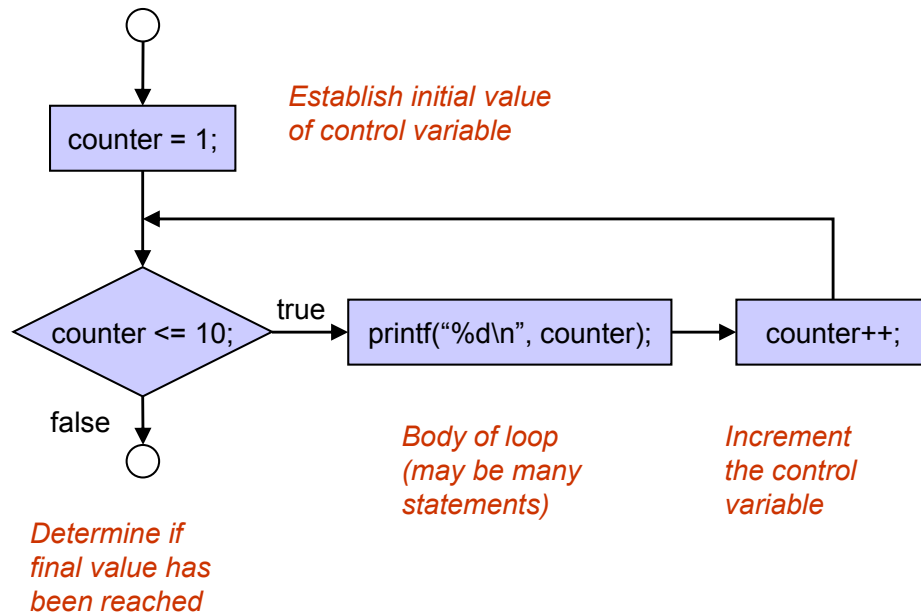 Establish initial value
of control variable
counter = 1;
counter <= 10;
true
printf(“%d\n”, counter);
counter++;
false
Body of loop
(may be many
statements)
Increment
the control
variable
Determine if
final value has
been reached